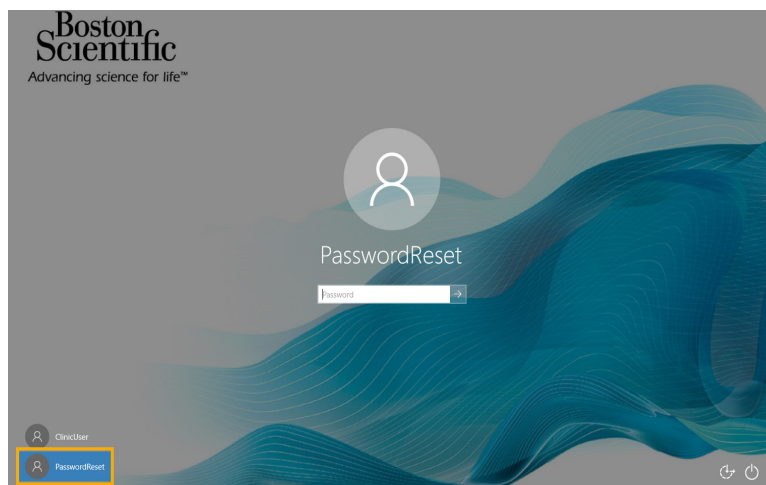 Boston
Scientific
Advancing science for life™
PasswordReset
Password
ClinicUser
PasswordReset